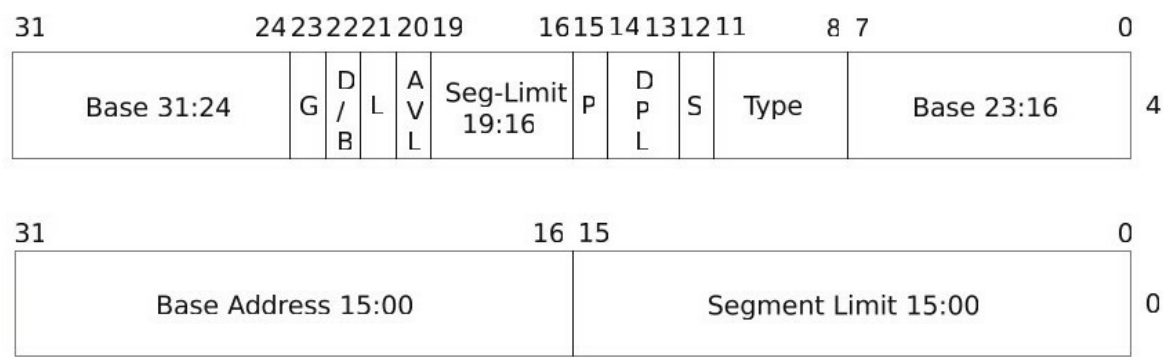 31 24 23 22 21 20 19 16 15 14 13 12 11 8 7 0
Base 31:24 G D/B L AVL Seg-Limit 19:16 P DPL S Type Base 23:16 4
31 16 15 0
Base Address 15:00 Segment Limit 15:00 0